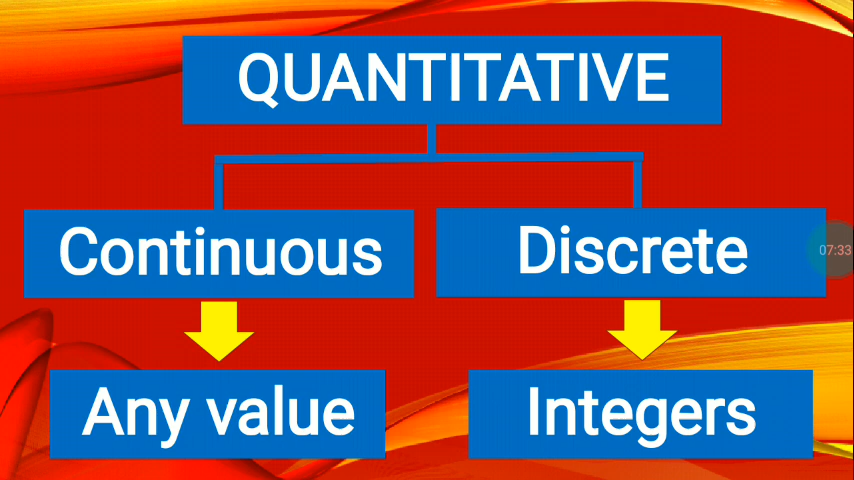 QUANTITATIVE
Continuous
Discrete
07:33
Any value
Integers